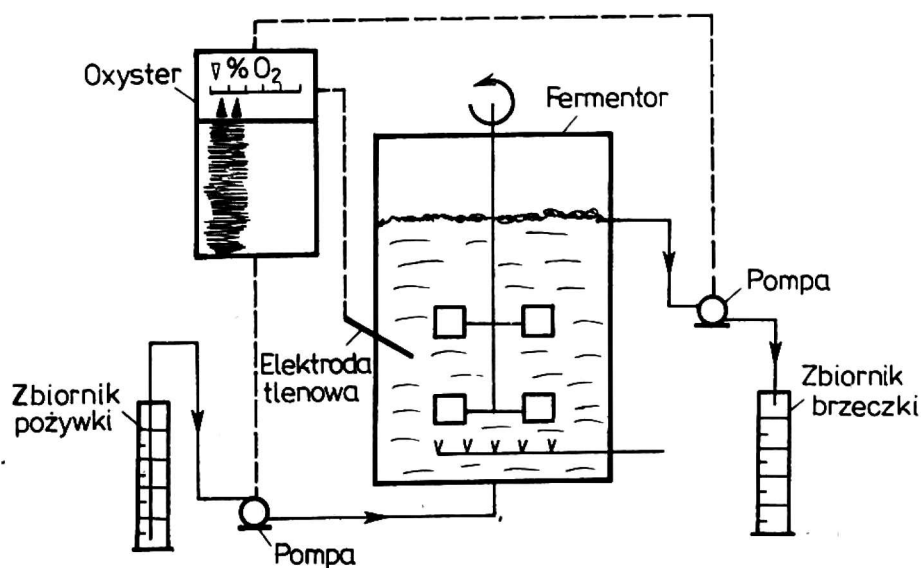 Oxyster
% O₂
Fermentor
Pompa
Elektroda
tlenowa
Zbiornik
pożywki
Zbiornik
brzeczki
Pompa